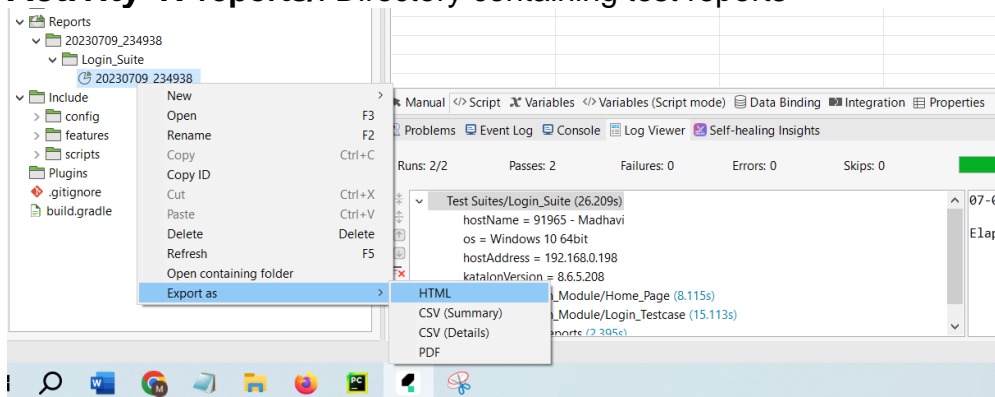 Reports
20230709_234938
Login_Suite
20230709_234938
Include
config
features
scripts
Plugins
.gitignore
build.gradle
New
Open F3
Rename F2
Copy Ctrl+C
Copy ID
Cut Ctrl+X
Paste Ctrl+V
Delete Delete
Refresh F5
Open containing folder
Export as
HTML
CSV (Summary)
CSV (Details)
PDF
Manual </> Script Variables </> Variables (Script mode) Data Binding Integration Properties
Problems Event Log Console Log Viewer Self-healing Insights
Runs: 2/2 Passes: 2 Failures: 0 Errors: 0 Skips: 0
Test Suites/Login_Suite (26.209s)
hostName = 91965 - Madhavi
os = Windows 10 64bit
hostAddress = 192.168.0.198
katalonVersion = 8.6.5.208
_Module/Home_Page (8.115s)
_Module/Login_Testcase (15.113s)
(2.395s)